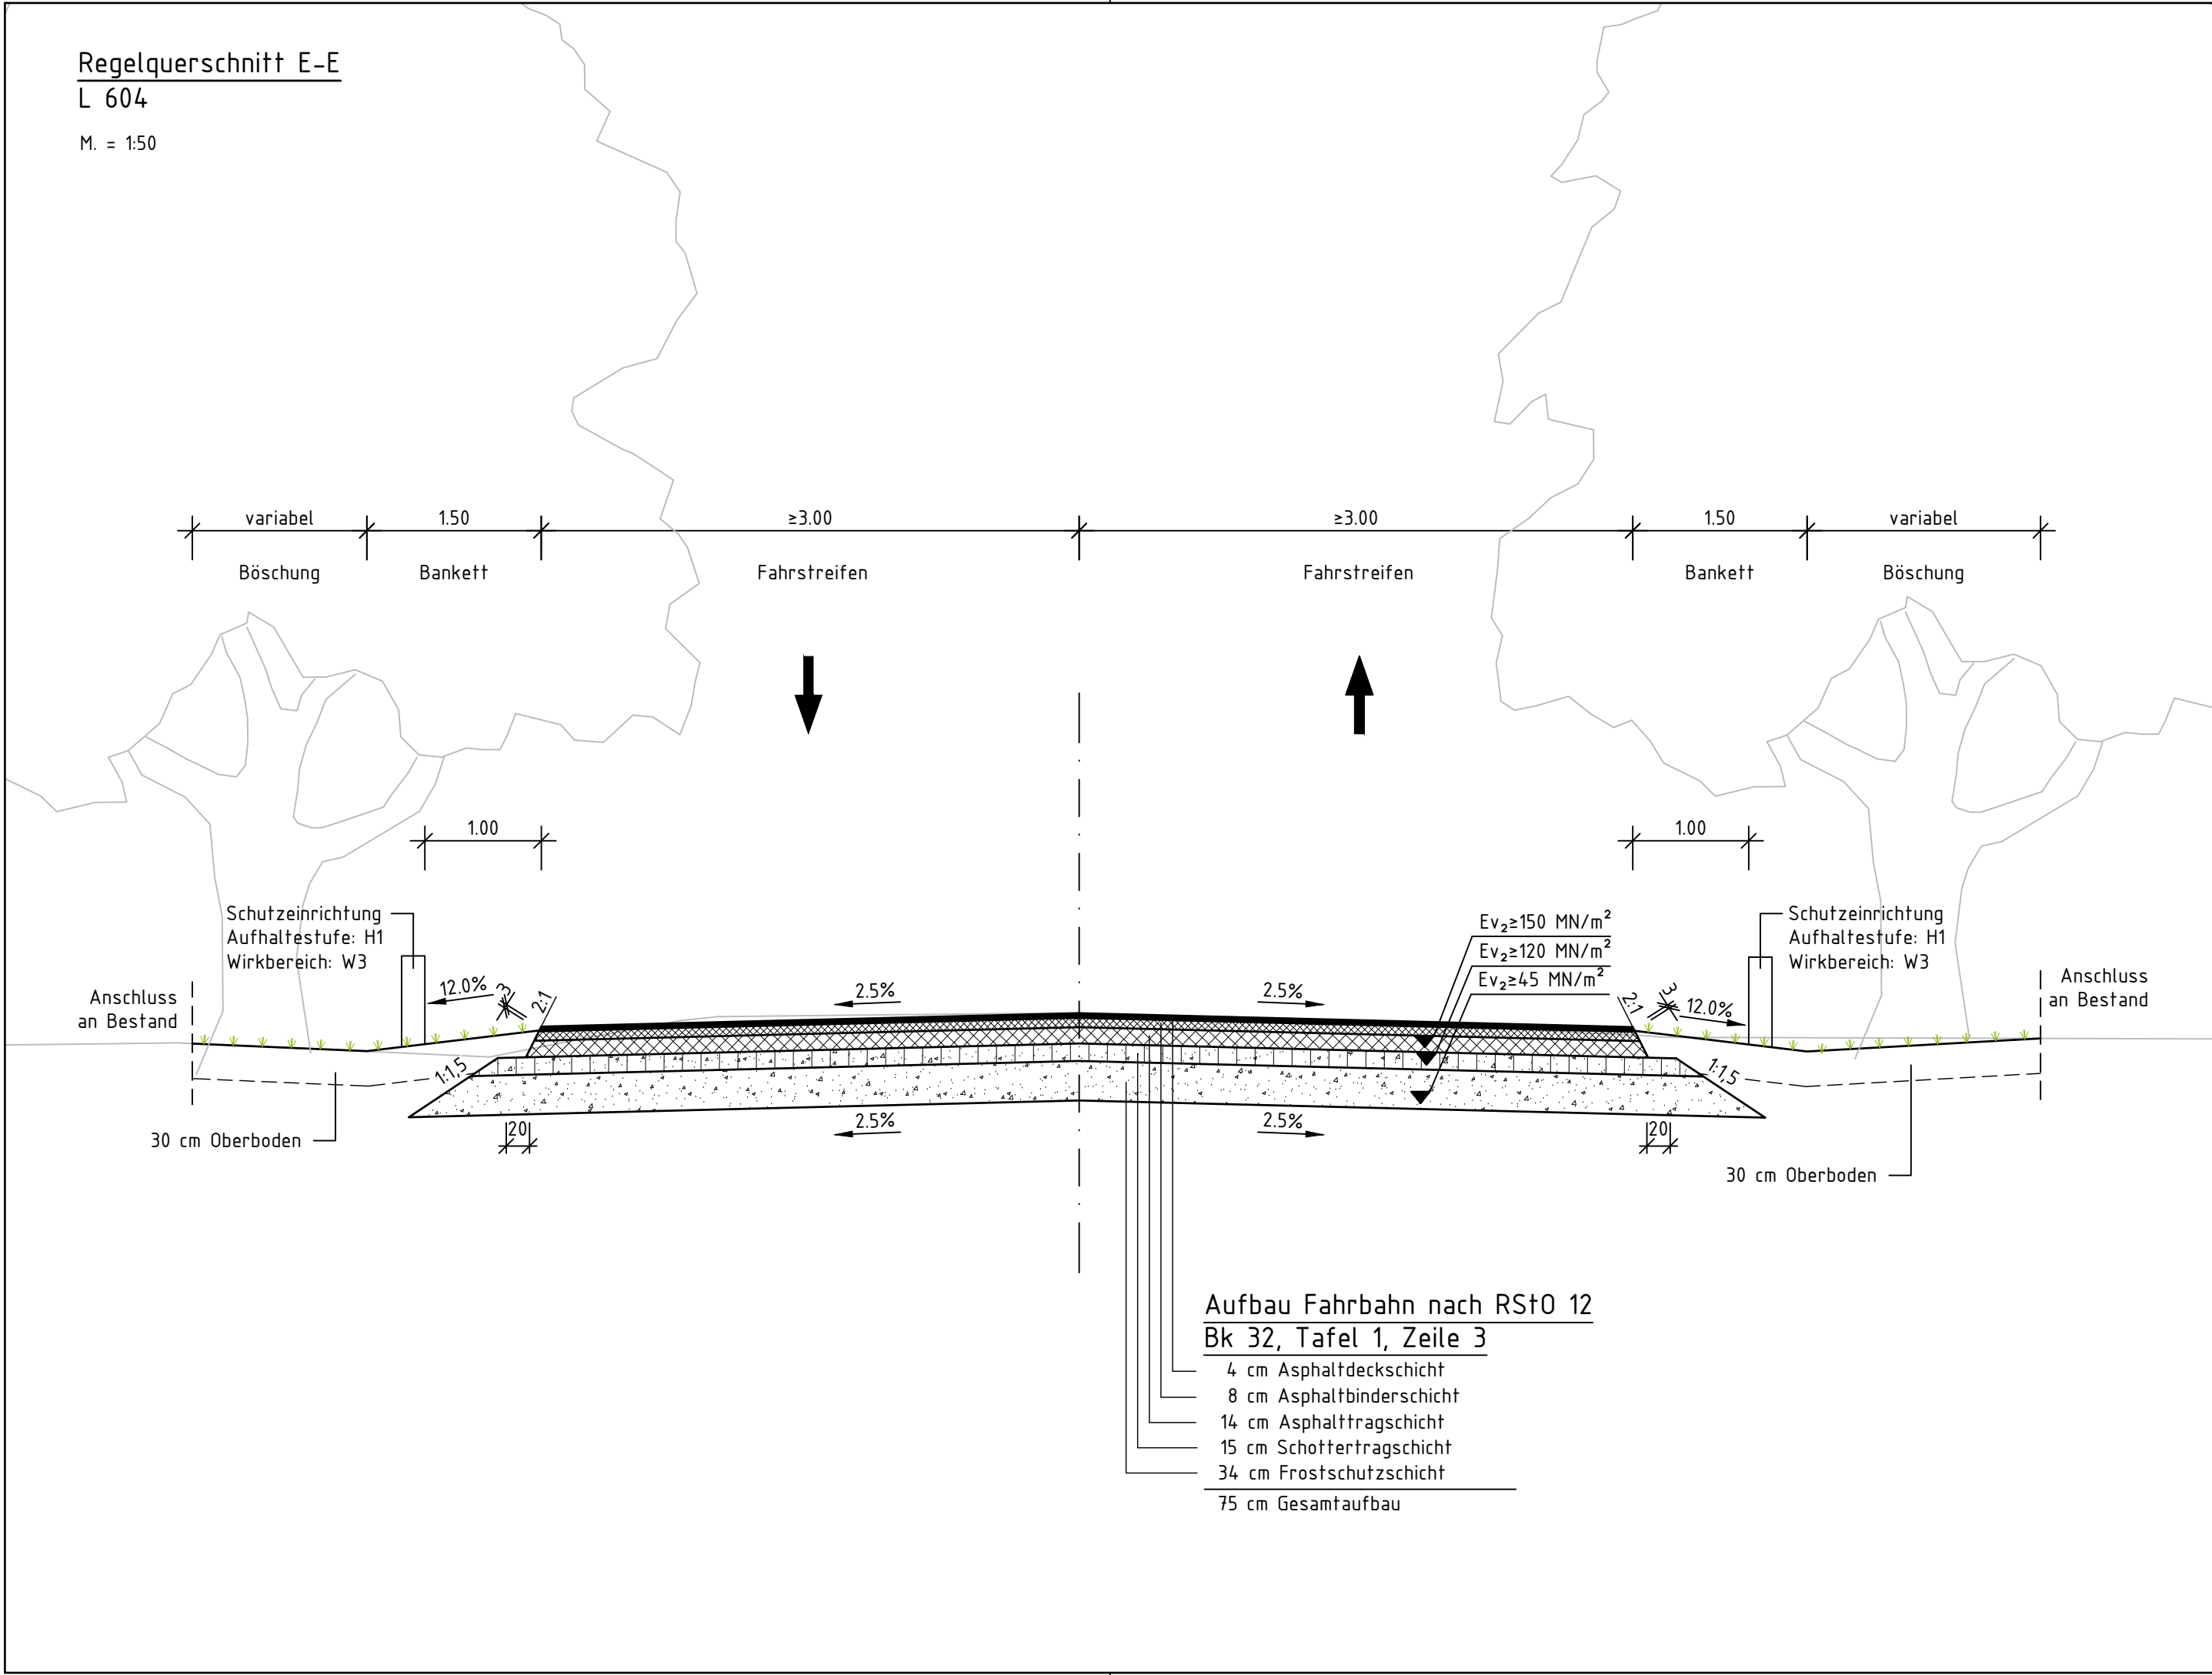 Regelquerschnitt E-E
L 604
M. = 1:50
variabel 1.50 ≥3.00 ≥3.00 1.50 variabel
Böschung Bankett Fahrstreifen Fahrstreifen Bankett Böschung
1.00 1.00
Schutzeinrichtung
Aufhaltestufe: H1
Wirkbereich: W3
Ev₂≥150 MN/m²
Ev₂≥120 MN/m²
Ev₂≥45 MN/m²
Schutzeinrichtung
Aufhaltestufe: H1
Wirkbereich: W3
Anschluss
an Bestand
12.0% 3 2:1 2.5% 2.5% 2:1 3 12.0%
Anschluss
an Bestand
1:1,5 1:1,5
20 2.5% 2.5% 20
30 cm Oberboden
30 cm Oberboden
Aufbau Fahrbahn nach RStO 12
Bk 32, Tafel 1, Zeile 3
4 cm Asphaltdeckschicht
8 cm Asphaltbinderschicht
14 cm Asphalttragschicht
15 cm Schottertragschicht
34 cm Frostschutzschicht
75 cm Gesamtaufbau